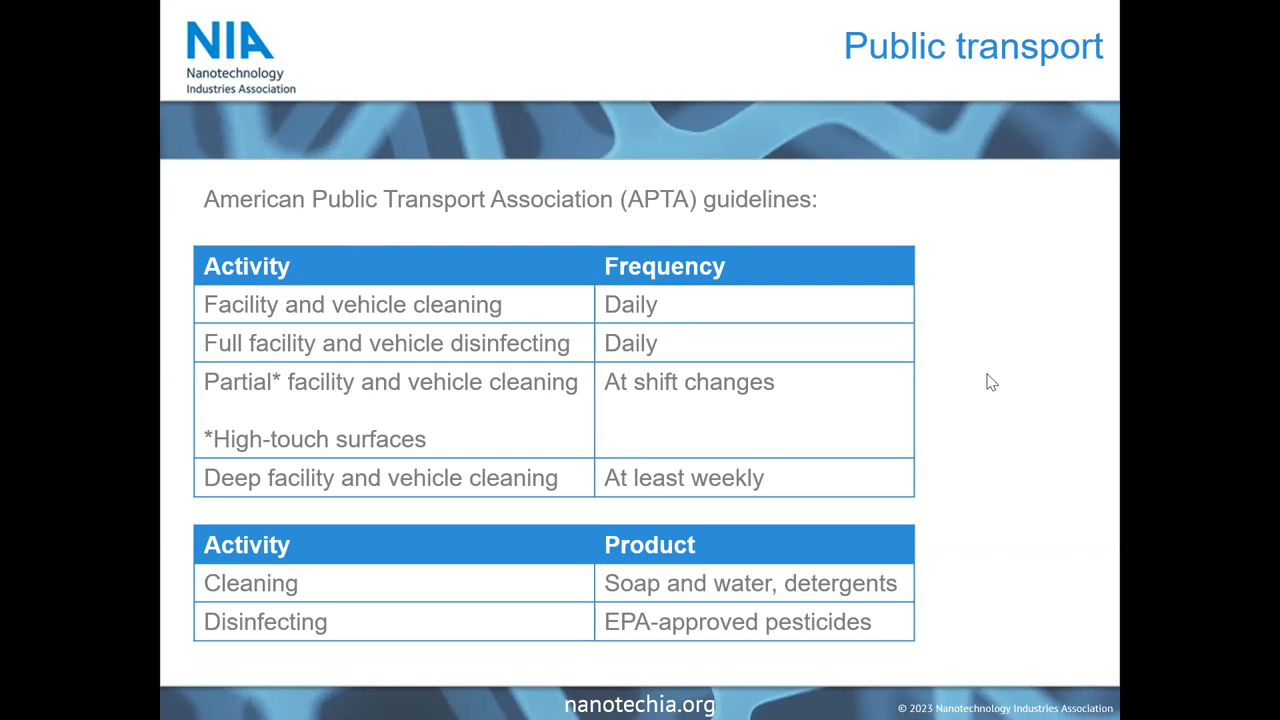 NIA
Nanotechnology
Industries Association
Public transport
American Public Transport Association (APTA) guidelines:
Activity Frequency
Facility and vehicle cleaning Daily
Full facility and vehicle disinfecting Daily
Partial* facility and vehicle cleaning At shift changes
*High-touch surfaces
Deep facility and vehicle cleaning At least weekly
Activity Product
Cleaning Soap and water, detergents
Disinfecting EPA-approved pesticides
nanotechia.org
© 2023 Nanotechnology Industries Association